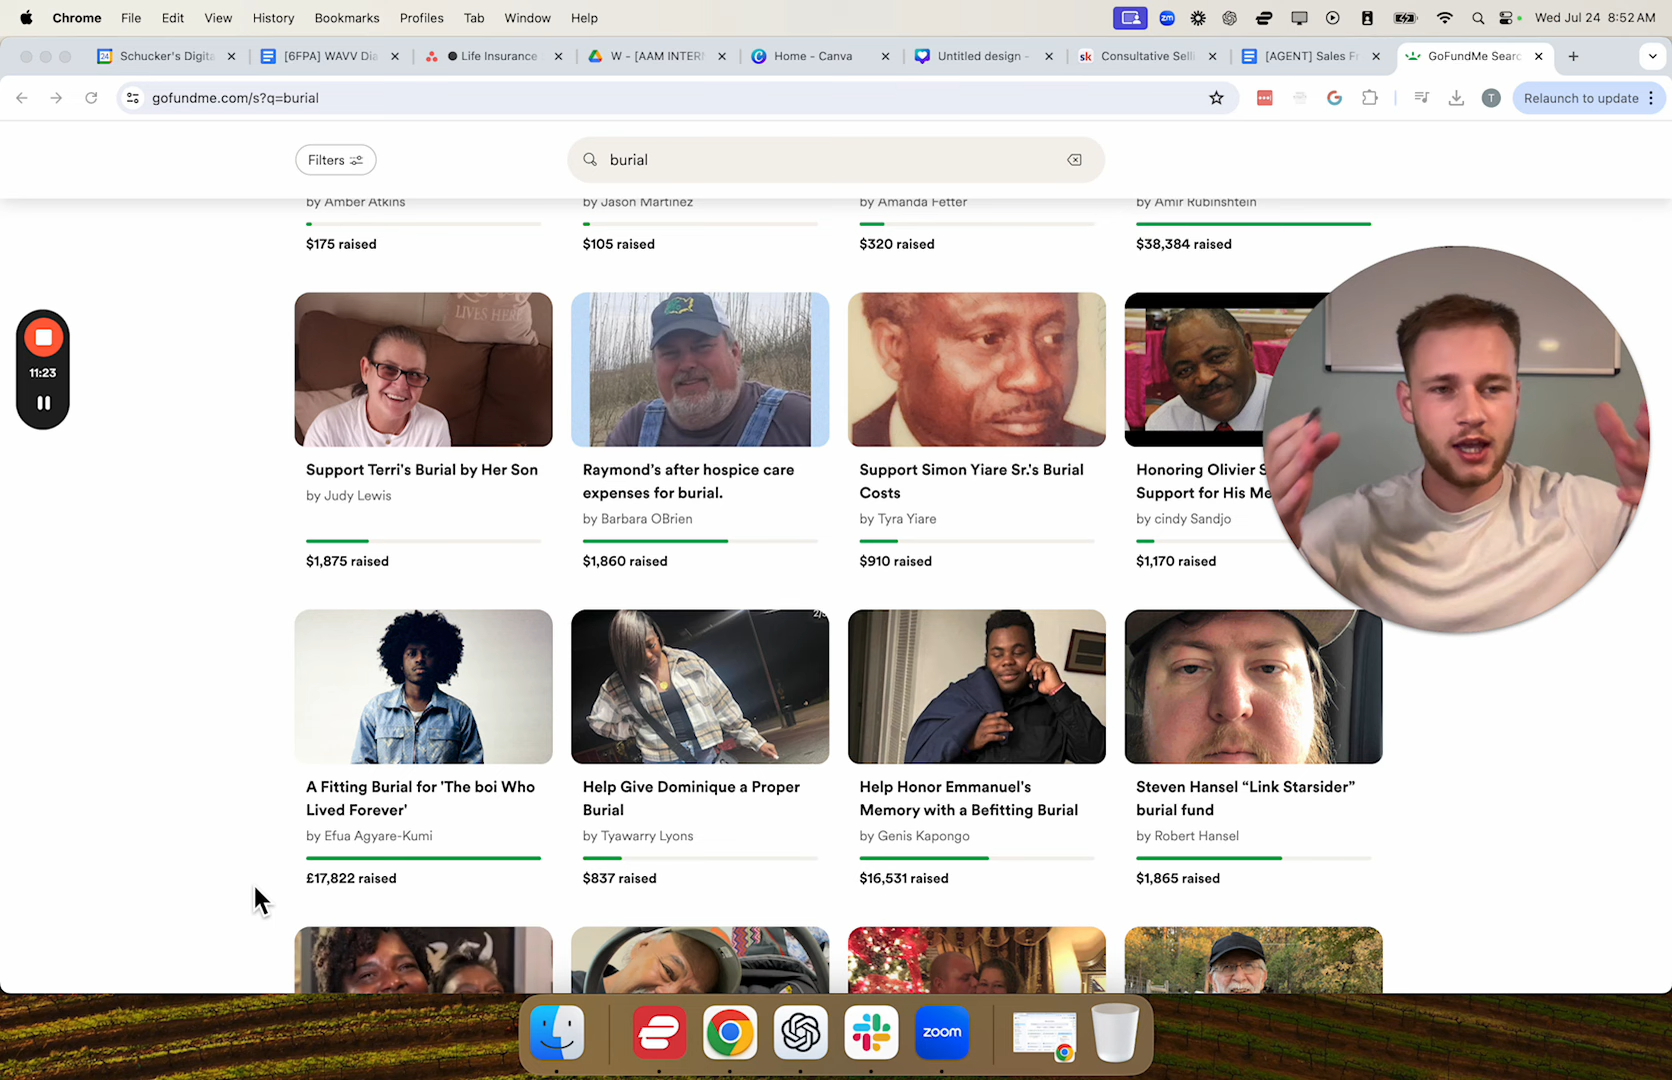 Chrome File Edit View History Bookmarks Profiles Tab Window Help
zm
Wed Jul 24 8:52 AM
24 Schucker's Digita
[6FPA] WAVV Dia
Life Insurance
W - [AAM INTER
Home - Canva
Untitled design -
sk Consultative Selli
[AGENT] Sales Fr
GoFundMe Searc
gofundme.com/s?q=burial
T
Relaunch to update
Filters
burial
by Amber Atkins
by Jason Martinez
by Amanda Fetter
by Amir Rubinshtein
$175 raised
$105 raised
$320 raised
$38,384 raised
11:23
LIVES HERE
Support Terri's Burial by Her Son
by Judy Lewis
$1,875 raised
Raymond's after hospice care
expenses for burial.
by Barbara OBrien
$1,860 raised
Support Simon Yiare Sr.'s Burial
Costs
by Tyra Yiare
$910 raised
Honoring Olivier S
Support for His Me
by cindy Sandjo
$1,170 raised
A Fitting Burial for 'The boi Who
Lived Forever'
by Efua Agyare-Kumi
£17,822 raised
Help Give Dominique a Proper
Burial
by Tyawarry Lyons
$837 raised
Help Honor Emmanuel's
Memory with a Befitting Burial
by Genis Kapongo
$16,531 raised
Steven Hansel “Link Starsider”
burial fund
by Robert Hansel
$1,865 raised
zoom